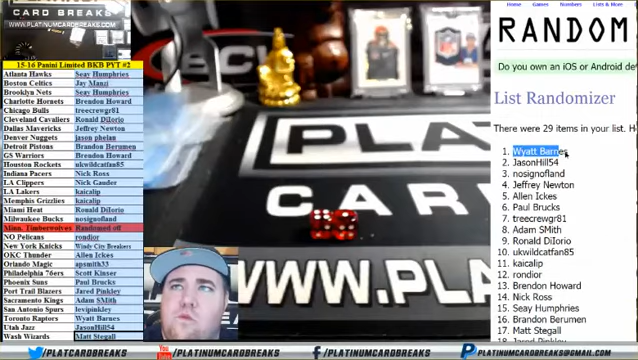 CARD BREAKS
WWW.PLATINUMCARDBREAKS.COM
15-16 Panini Limited BKB PYT #2
Atlanta Hawks Seay Humphries
Boston Celtics Jay Manzi
Brooklyn Nets Seay Humphries
Charlotte Hornets Brendon Howard
Chicago Bulls treecrewgr81
Cleveland Cavaliers Ronald DiIorio
Dallas Mavericks Jeffrey Newton
Denver Nuggets jason phelan
Detroit Pistons Brandon Berumen
GS Warriors Brendon Howard
Houston Rockets ukwildcatfan85
Indiana Pacers Nick Ross
LA Clippers Nick Gander
LA Lakers kaicalip
Memphis Grizzlies kaicalip
Miami Heat Ronald DiIorio
Milwaukee Bucks nosignofland
Minn. Timberwolves Randomed off
NO Pelicans rondior
New York Knicks Windy City Breakers
OKC Thunder Allen Ickes
Orlando Magic apsmith33
Philadelphia 76ers Scott Kinser
Phoenix Suns Paul Brucks
Port Trail Blazers Jared Pinkley
Sacramento Kings Adam SMith
San Antonio Spurs levipinkley
Toronto Raptors Wyatt Barnes
Utah Jazz JasonHill54
Wash Wizards Matt Stegall
PLAT
CARD
WWW.PLATIN
Home Games Numbers Lists & More
RANDOM
Do you own an iOS or Android de
List Randomizer
There were 29 items in your list. H
1. Wyatt Barnes
2. JasonHill54
3. nosignofland
4. Jeffrey Newton
5. Allen Ickes
6. Paul Brucks
7. treecrewgr81
8. Adam SMith
9. Ronald DiIorio
10. ukwildcatfan85
11. kaicalip
12. rondior
13. Brendon Howard
14. Nick Ross
15. Seay Humphries
16. Brandon Berumen
17. Matt Stegall
18. Jared Pinkley
/PLATCARDBREAKS /PLATINUMCARDBREAKS /PLATINUMCARDBREAKS PLATINUMCARDBREAKS@GMAIL.COM